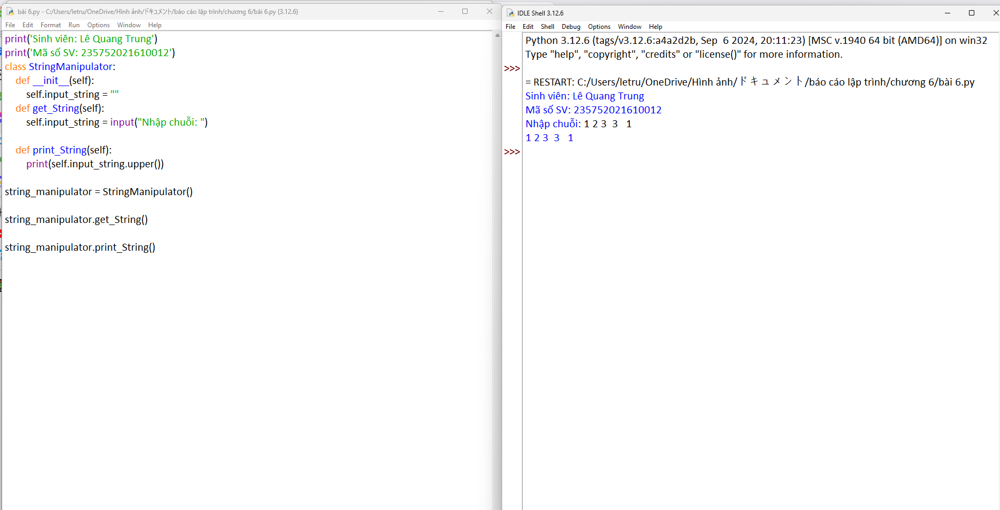 bài 6.py - C:/Users/letru/OneDrive/Hình ảnh/ドキュメント/báo cáo lập trình/chương 6/bài 6.py (3.12.6)
File Edit Format Run Options Window Help
print('Sinh viên: Lê Quang Trung')
print('Mã số SV: 235752021610012')
class StringManipulator:
    def __init__(self):
        self.input_string = ""
    def get_String(self):
        self.input_string = input("Nhập chuỗi: ")
    def print_String(self):
        print(self.input_string.upper())
string_manipulator = StringManipulator()
string_manipulator.get_String()
string_manipulator.print_String()
IDLE Shell 3.12.6
File Edit Shell Debug Options Window Help
Python 3.12.6 (tags/v3.12.6:a4a2d2b, Sep  6 2024, 20:11:23) [MSC v.1940 64 bit (AMD64)] on win32
Type "help", "copyright", "credits" or "license()" for more information.
>>>
= RESTART: C:/Users/letru/OneDrive/Hình ảnh/ドキュメント/báo cáo lập trình/chương 6/bài 6.py
Sinh viên: Lê Quang Trung
Mã số SV: 235752021610012
Nhập chuỗi: 1 2 3  3   1
1 2 3  3   1
>>>